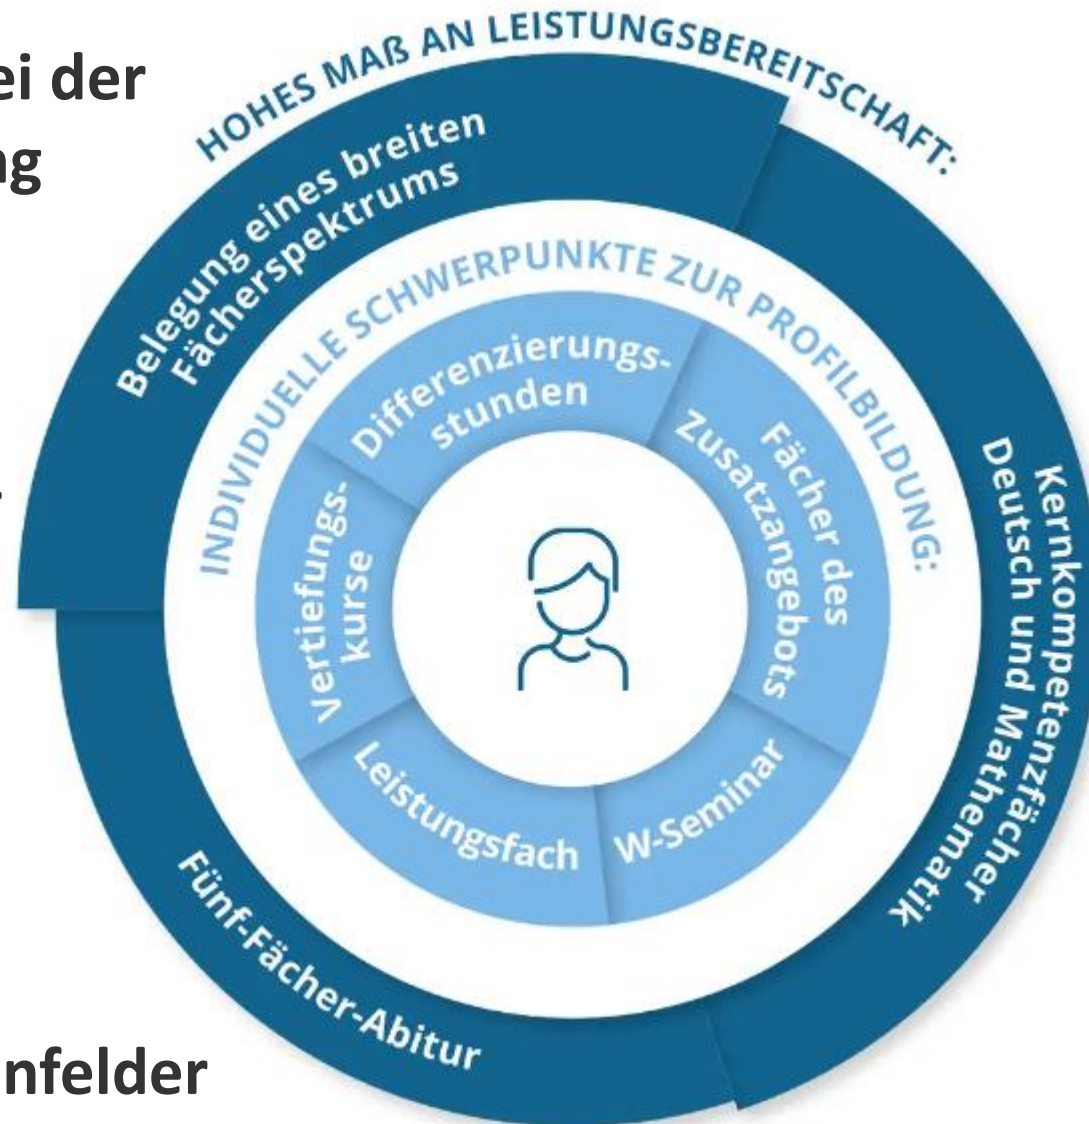 ei der
ng
nfelder
HOHES MAẞ AN LEISTUNGSBEREITSCHAFT:
Belegung eines breiten
Fächerspektrums
Kernkompetenzfächer
Deutsch und Mathematik
Fünf-Fächer-Abitur
INDIVIDUELLE SCHWERPUNKTE ZUR PROFILBILDUNG:
Differenzierungs-
stunden
Fächer des
Zusatzangebots
W-Seminar
Leistungsfach
Vertiefungs-
kurse